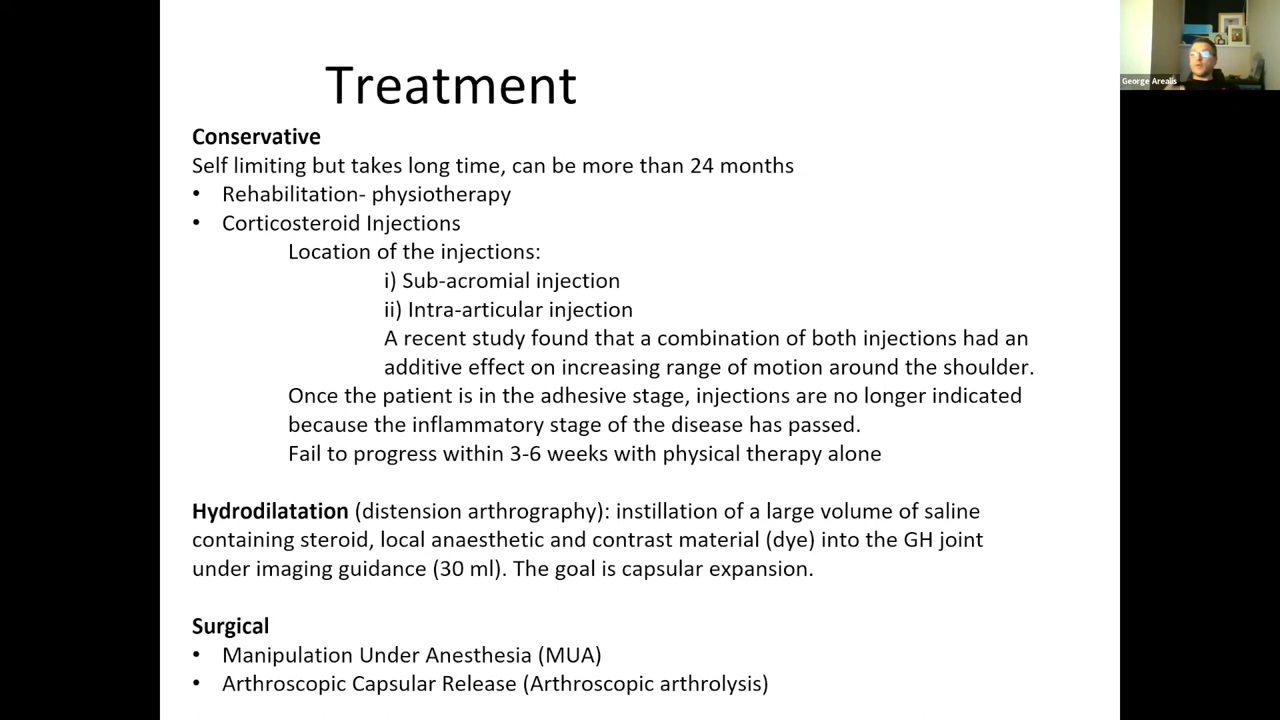 Treatment
George Arealis
Conservative
Self limiting but takes long time, can be more than 24 months
• Rehabilitation- physiotherapy
• Corticosteroid Injections
Location of the injections:
i) Sub-acromial injection
ii) Intra-articular injection
A recent study found that a combination of both injections had an
additive effect on increasing range of motion around the shoulder.
Once the patient is in the adhesive stage, injections are no longer indicated
because the inflammatory stage of the disease has passed.
Fail to progress within 3-6 weeks with physical therapy alone
Hydrodilatation (distension arthrography): instillation of a large volume of saline
containing steroid, local anaesthetic and contrast material (dye) into the GH joint
under imaging guidance (30 ml). The goal is capsular expansion.
Surgical
• Manipulation Under Anesthesia (MUA)
• Arthroscopic Capsular Release (Arthroscopic arthrolysis)